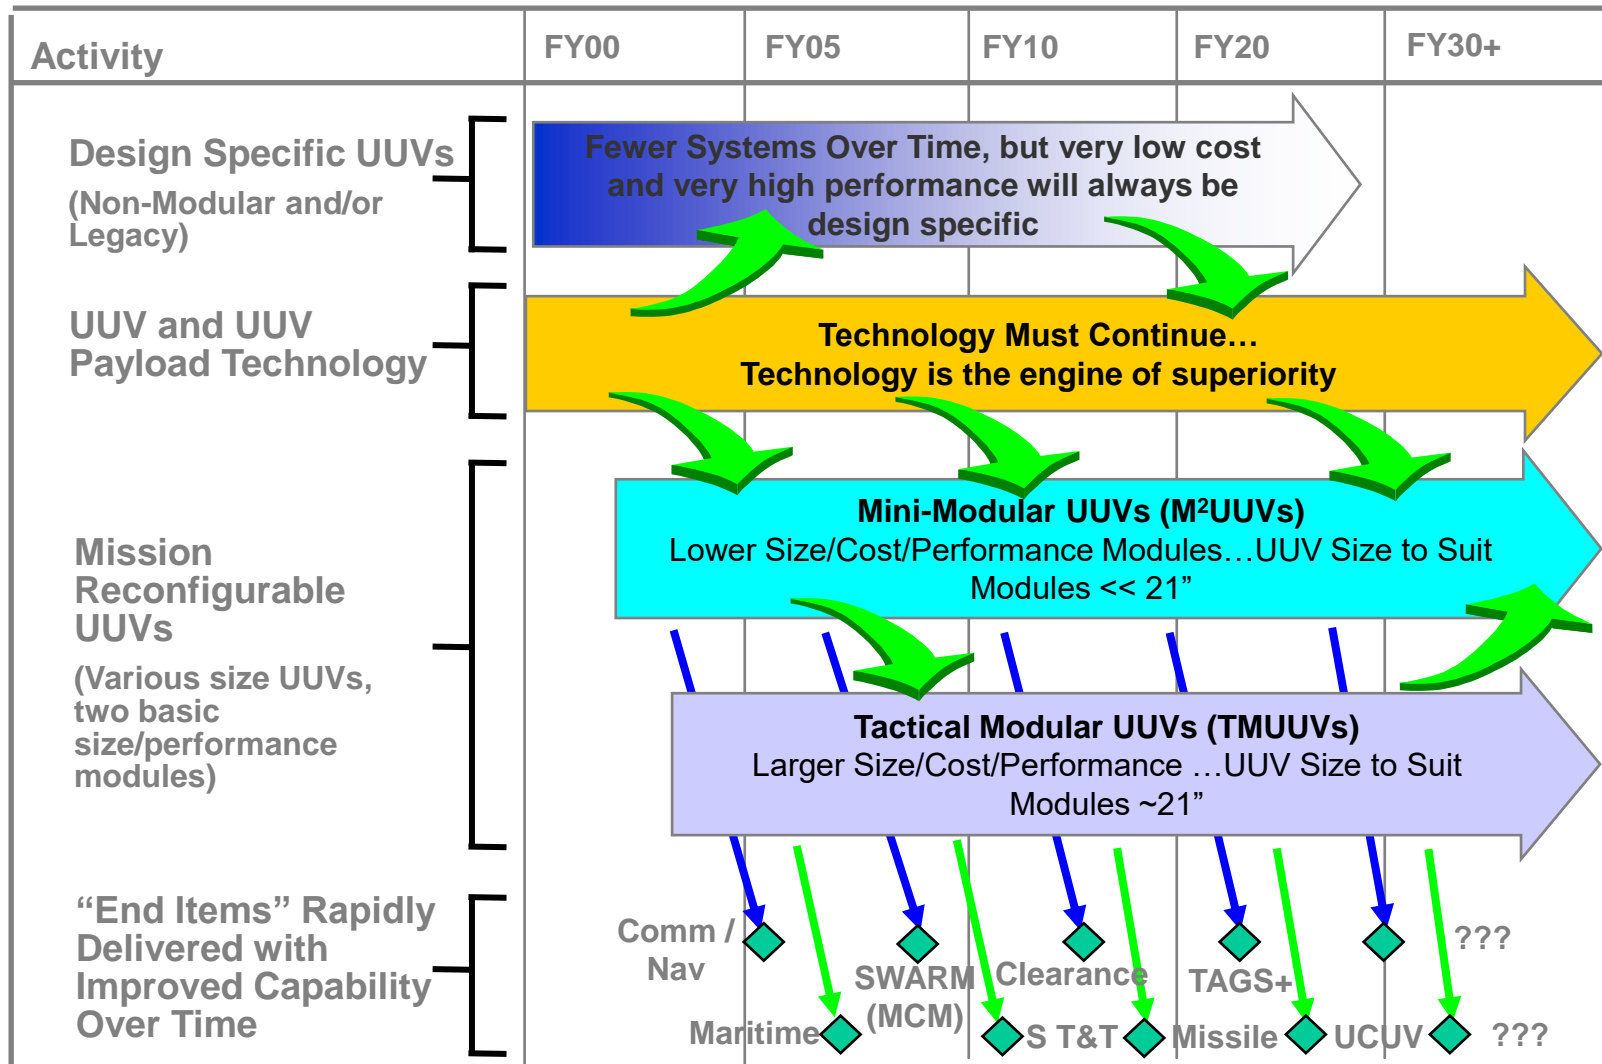 Activity
FY00
FY05
FY10
FY20
FY30+
Design Specific UUVs
(Non-Modular and/or
Legacy)
Fewer Systems Over Time, but very low cost
and very high performance will always be
design specific
UUV and UUV
Payload Technology
Technology Must Continue…
Technology is the engine of superiority
Mission
Reconfigurable
UUVs
(Various size UUVs,
two basic
size/performance
modules)
Mini-Modular UUVs (M²UUVs)
Lower Size/Cost/Performance Modules…UUV Size to Suit
Modules << 21”
Tactical Modular UUVs (TMUUVs)
Larger Size/Cost/Performance …UUV Size to Suit
Modules ~21”
“End Items” Rapidly
Delivered with
Improved Capability
Over Time
Comm /
Nav
SWARM
(MCM)
Clearance
TAGS+
???
Maritime
S T&T
Missile
UCUV
???